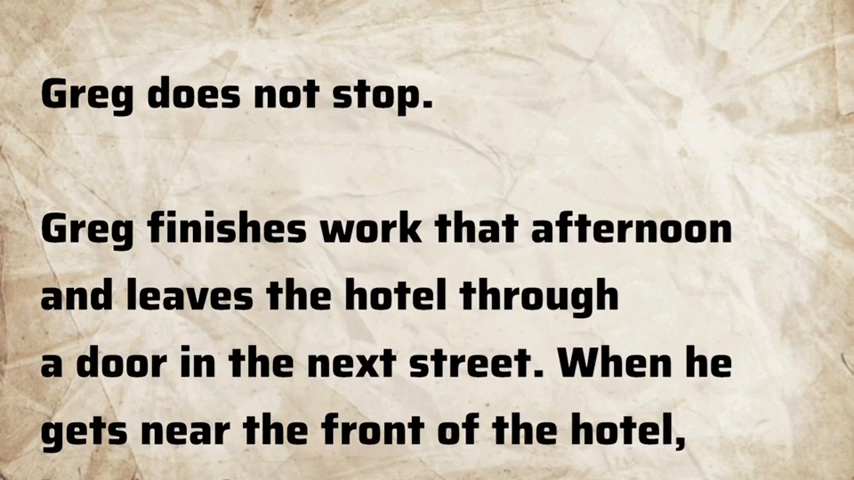 Greg does not stop.
Greg finishes work that afternoon
and leaves the hotel through
a door in the next street. When he
gets near the front of the hotel,